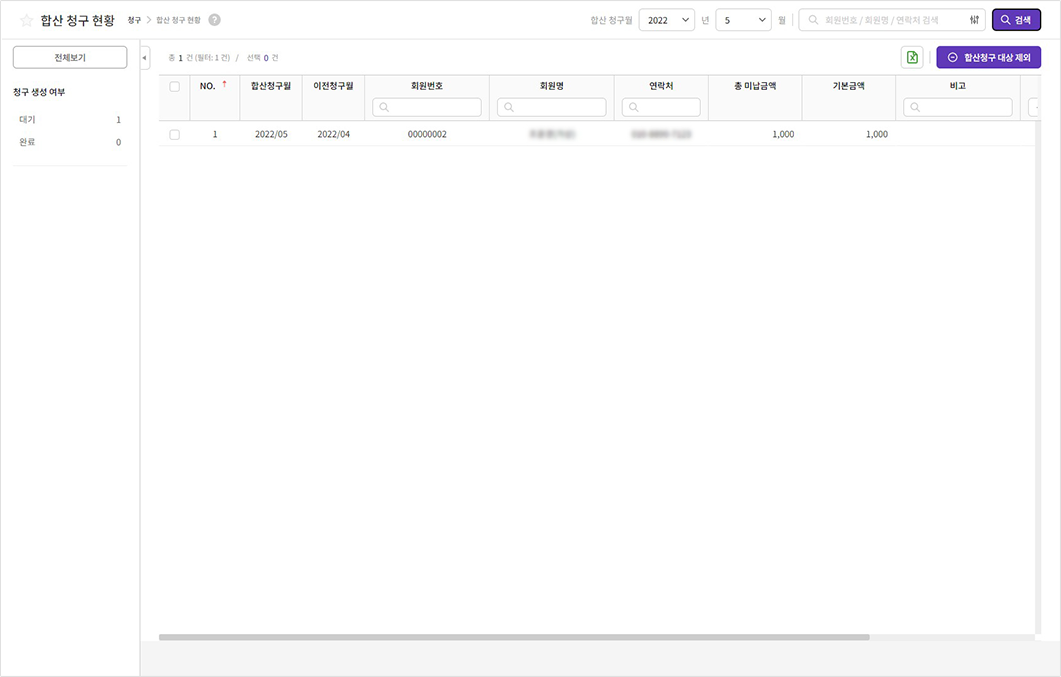 합산 청구 현황 청구 > 합산 청구 현황 ?
합산 청구월 2022 년 5 월 회원번호 / 회원명 / 연락처 검색 검색
전체보기
청구 생성 여부
대기 1
완료 0
총 1 건 (필터: 1 건) / 선택 0 건
합산청구 대상 제외
NO. 합산청구월 이전청구월 회원번호 회원명 연락처 총 미납금액 기본금액 비고
1 2022/05 2022/04 00000002 1,000 1,000